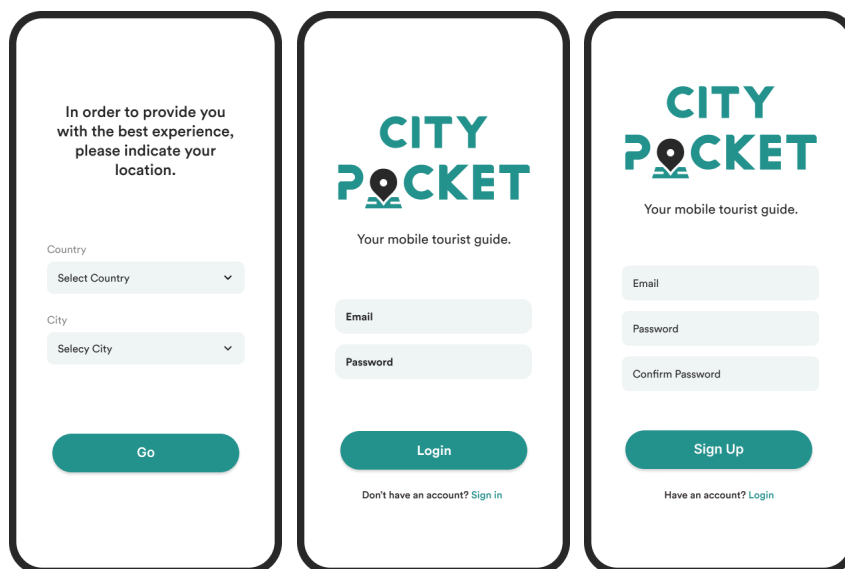 In order to provide you
with the best experience,
please indicate your
location.
Country
Select Country
City
Selecy City
Go
CITY
POCKET
Your mobile tourist guide.
Email
Password
Login
Don't have an account? Sign in
CITY
POCKET
Your mobile tourist guide.
Email
Password
Confirm Password
Sign Up
Have an account? Login